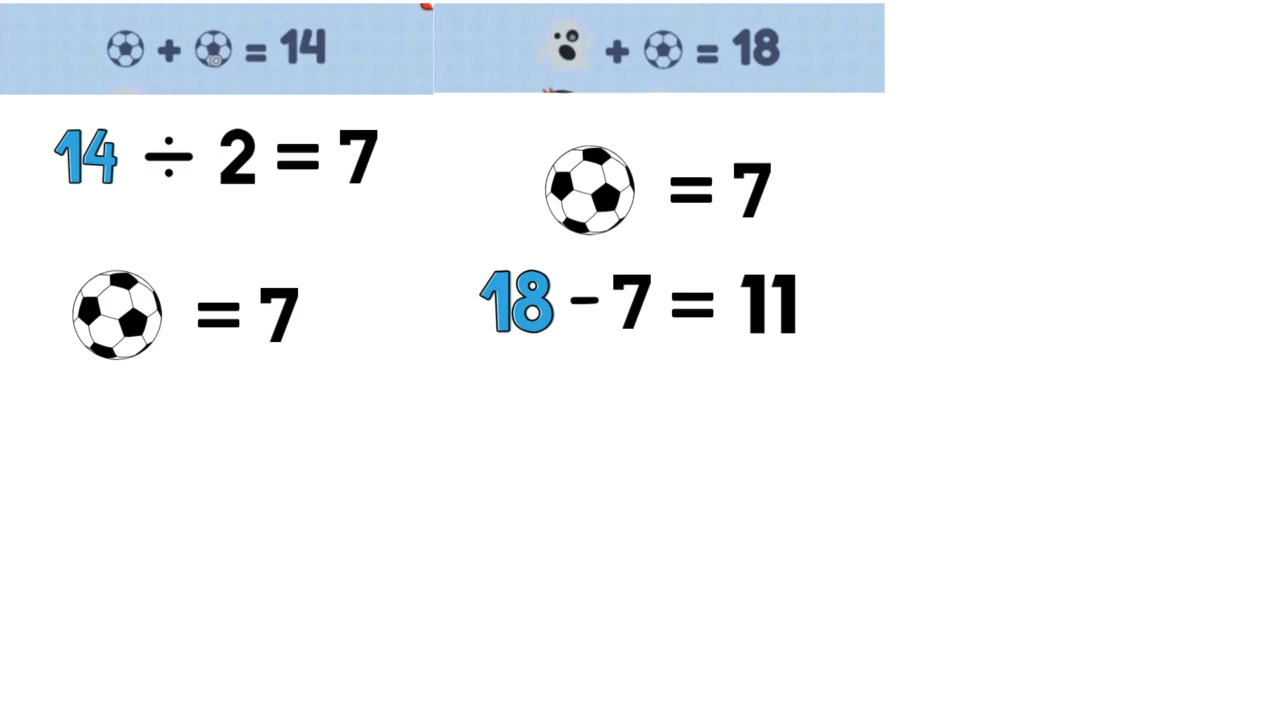 + = 14
+ = 18
14 ÷ 2 = 7
= 7
= 7
18 - 7 = 11